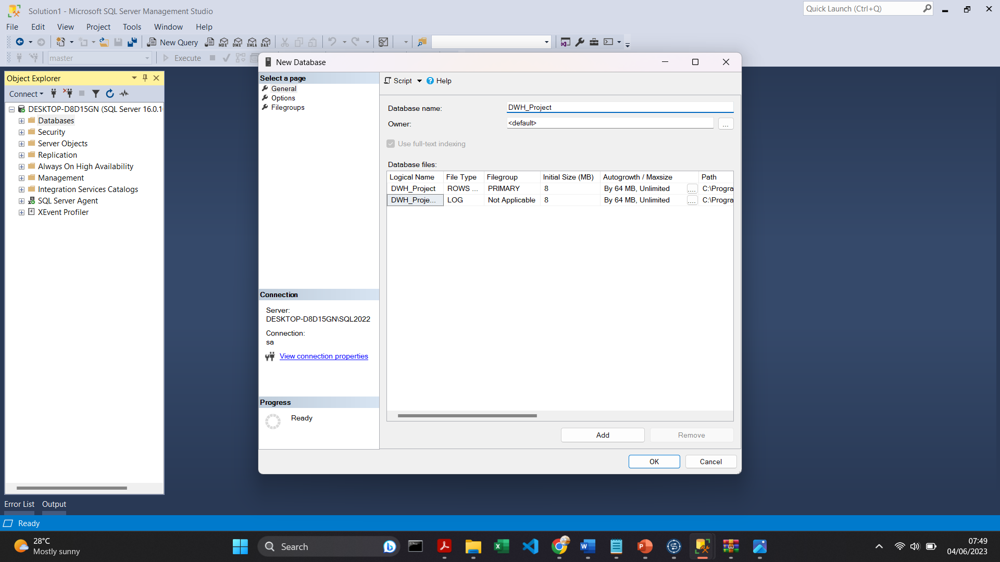 Solution1 - Microsoft SQL Server Management Studio
Quick Launch (Ctrl+Q)
File Edit View Project Tools Window Help
New Query MDX DMX XMLA DAX
master Execute
Object Explorer
Connect
DESKTOP-D8D15GN (SQL Server 16.0.1
Databases
Security
Server Objects
Replication
Always On High Availability
Management
Integration Services Catalogs
SQL Server Agent
XEvent Profiler
New Database
Select a page
General
Options
Filegroups
Connection
Server:
DESKTOP-D8D15GN\SQL2022
Connection:
sa
View connection properties
Progress
Ready
Script Help
Database name: DWH_Project
Owner: <default> ...
Use full-text indexing
Database files:
Logical Name File Type Filegroup Initial Size (MB) Autogrowth / Maxsize Path
DWH_Project ROWS ... PRIMARY 8 By 64 MB, Unlimited .... C:\Progra
DWH_Proje... LOG Not Applicable 8 By 64 MB, Unlimited .... C:\Progra
Add Remove
OK Cancel
Error List Output
Ready
28°C
Mostly sunny
Search
07:49
04/06/2023